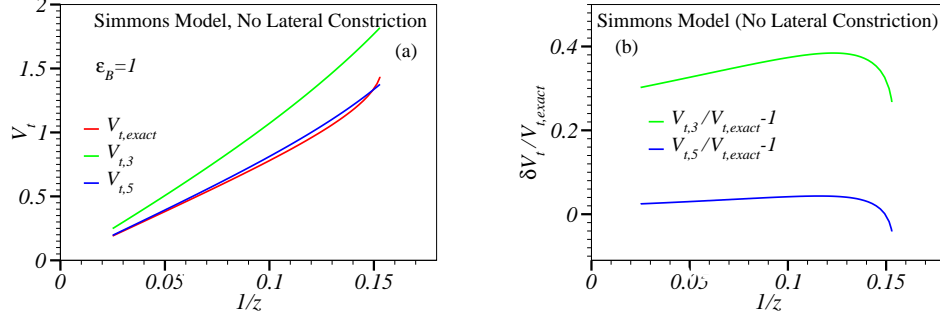 Simmons Model, No Lateral Constriction
(a)
ε_B=1
V_t,exact
V_t,3
V_t,5
V_t
2
1.5
1
0.5
0
0 0.05 0.1 0.15
1/z
Simmons Model (No Lateral Constriction)
(b)
V_t,3/V_t,exact-1
V_t,5/V_t,exact-1
δV_t/V_t,exact
0.4
0.2
0
0 0.05 0.1 0.15
1/z